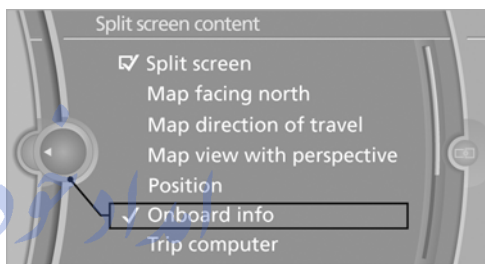 Split screen content
Split screen
Map facing north
Map direction of travel
Map view with perspective
Position
Onboard info
Trip computer